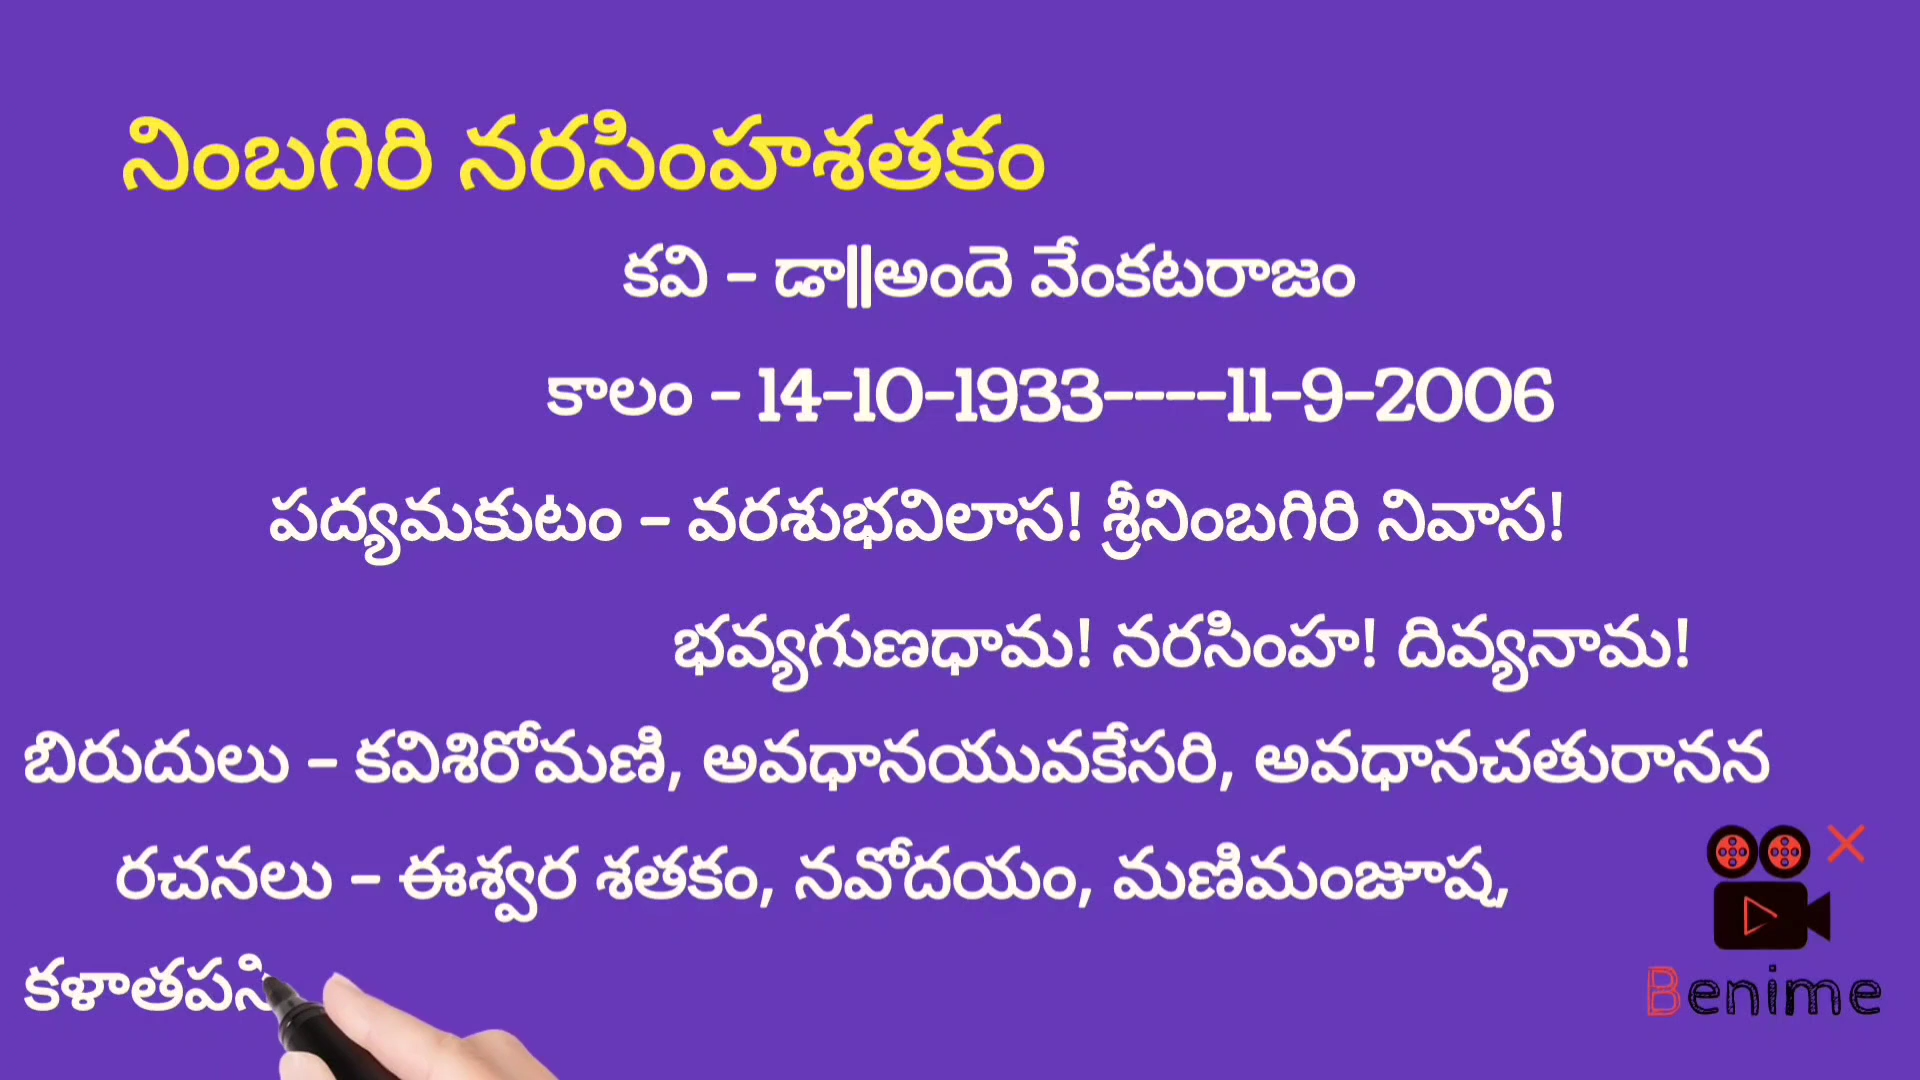 నింబగిరి నరసింహశతకం
కవి - డా||అందె వేంకటరాజం
కాలం - 14-10-1933----11-9-2006
పద్యమకుటం - వరశుభవిలాస! శ్రీనింబగిరి నివాస!
భవ్యగుణధామ! నరసింహ! దివ్యనామ!
బిరుదులు - కవిశిరోమణి, అవధానయువకేసరి, అవధానచతురానన
రచనలు - ఈశ్వర శతకం, నవోదయం, మణిమంజూష,
Benime